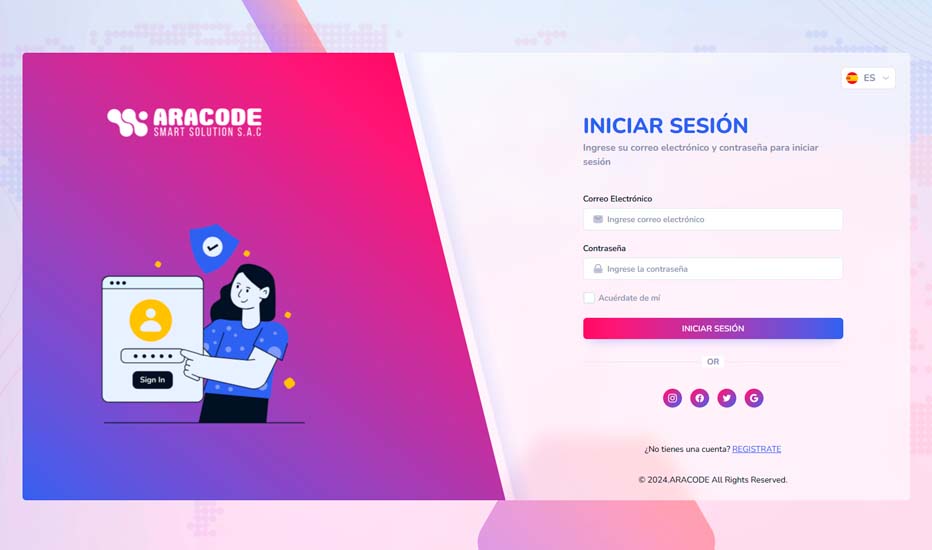 ARACODE
SMART SOLUTION S.A.C
Sign In
ES
INICIAR SESIÓN
Ingrese su correo electrónico y contraseña para iniciar
sesión
Correo Electrónico
Ingrese correo electrónico
Contraseña
Ingrese la contraseña
Acuérdate de mí
INICIAR SESIÓN
OR
¿No tienes una cuenta? REGISTRATE
© 2024.ARACODE All Rights Reserved.